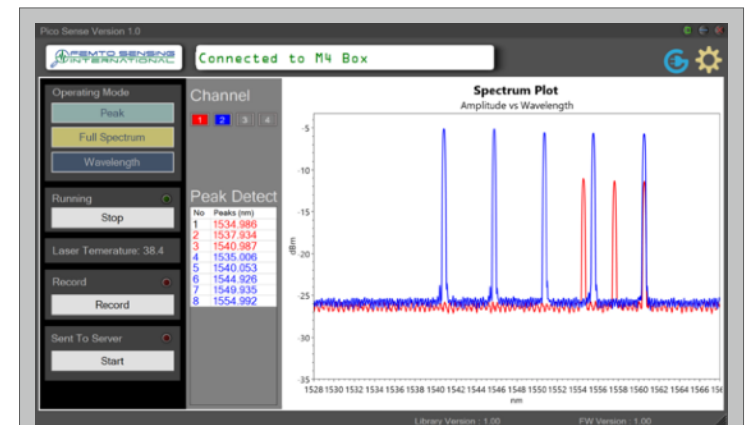 Pico Sense Version 1.0
FEMTO SENSING
INTERNATIONAL
Connected to M4 Box
Operating Mode
Peak
Full Spectrum
Wavelength
Running
Stop
Laser Temerature: 38.4
Record
Record
Sent To Server
Start
Channel
1 2 3 4
Peak Detect
No Peaks (nm)
1 1534.986
2 1537.934
3 1540.987
4 1535.006
5 1540.053
6 1544.926
7 1549.935
8 1554.992
Spectrum Plot
Amplitude vs Wavelength
-5
-10
-15
-20
-25
-30
-35
dBm
1528 1530 1532 1534 1536 1538 1540 1542 1544 1546 1548 1550 1552 1554 1556 1558 1560 1562 1564 1566 156
nm
Library Version : 1.00 FW Version : 1.00